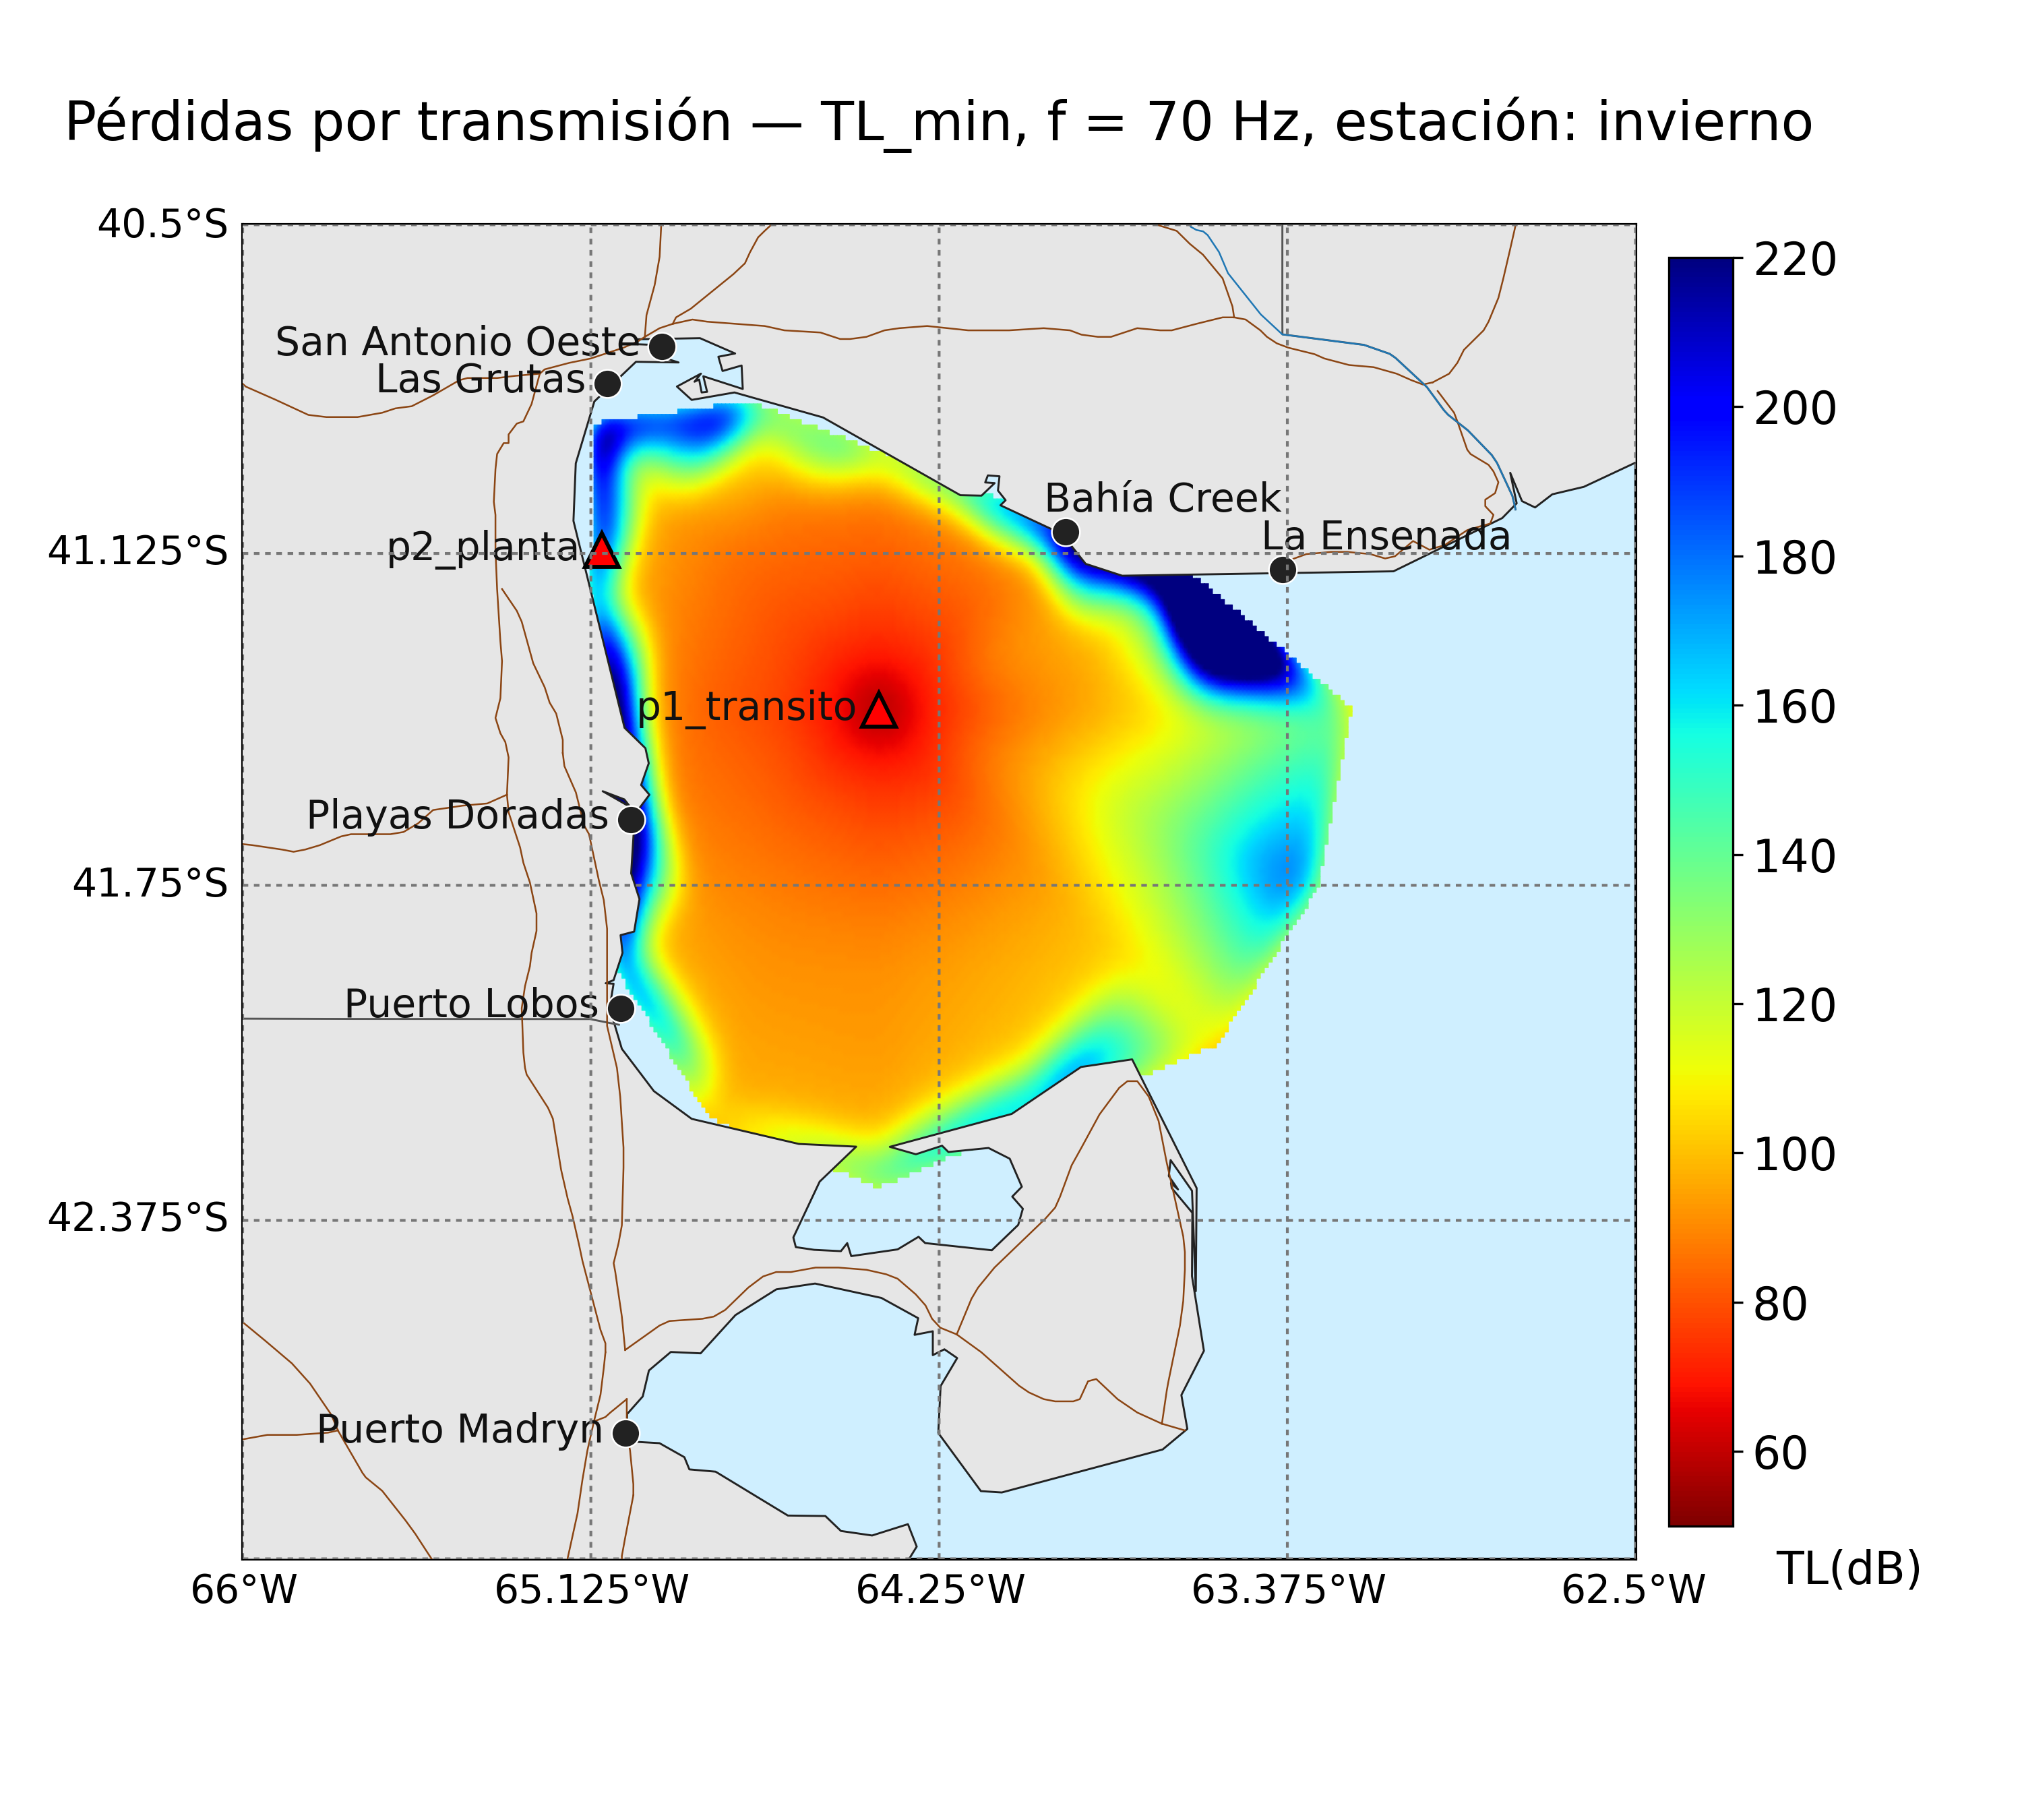 Pérdidas por transmisión — TL_min, f = 70 Hz, estación: invierno
40.5°S
220
San Antonio Oeste
Las Grutas
200
Bahía Creek
La Ensenada
p2_planta
41.125°S
180
160
p1_transito
Playas Doradas
140
41.75°S
120
Puerto Lobos
100
42.375°S
80
Puerto Madryn
60
TL(dB)
66°W
65.125°W
64.25°W
63.375°W
62.5°W